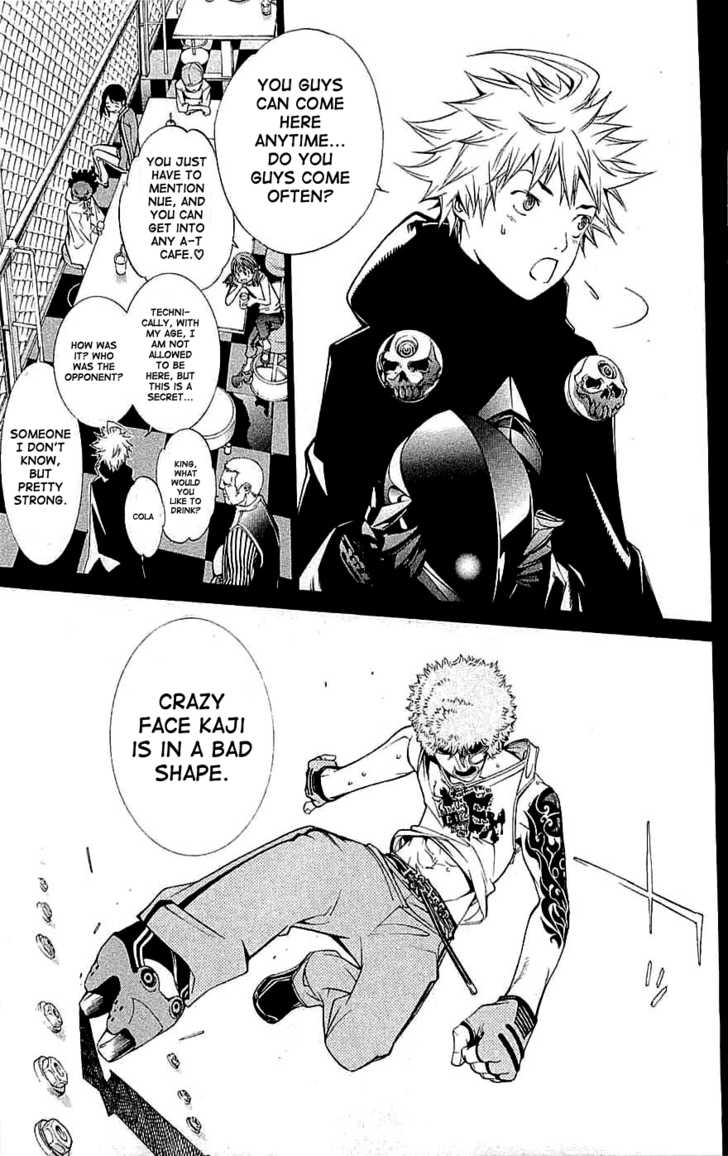 YOU GUYS
CAN COME
HERE
ANYTIME...
DO YOU
GUYS COME
OFTEN?
YOU JUST
HAVE TO
MENTION
NUE, AND
YOU CAN
GET INTO
ANY A-T
CAFE.♡
TECHNI-
CALLY, WITH
MY AGE, I
AM NOT
ALLOWED
TO BE
HERE, BUT
THIS IS A
SECRET...
HOW WAS
IT? WHO
WAS THE
OPPONENT?
KING,
WHAT
WOULD
YOU
LIKE TO
DRINK?
COLA
SOMEONE
I DON'T
KNOW,
BUT
PRETTY
STRONG.
CRAZY
FACE KAJI
IS IN A BAD
SHAPE.